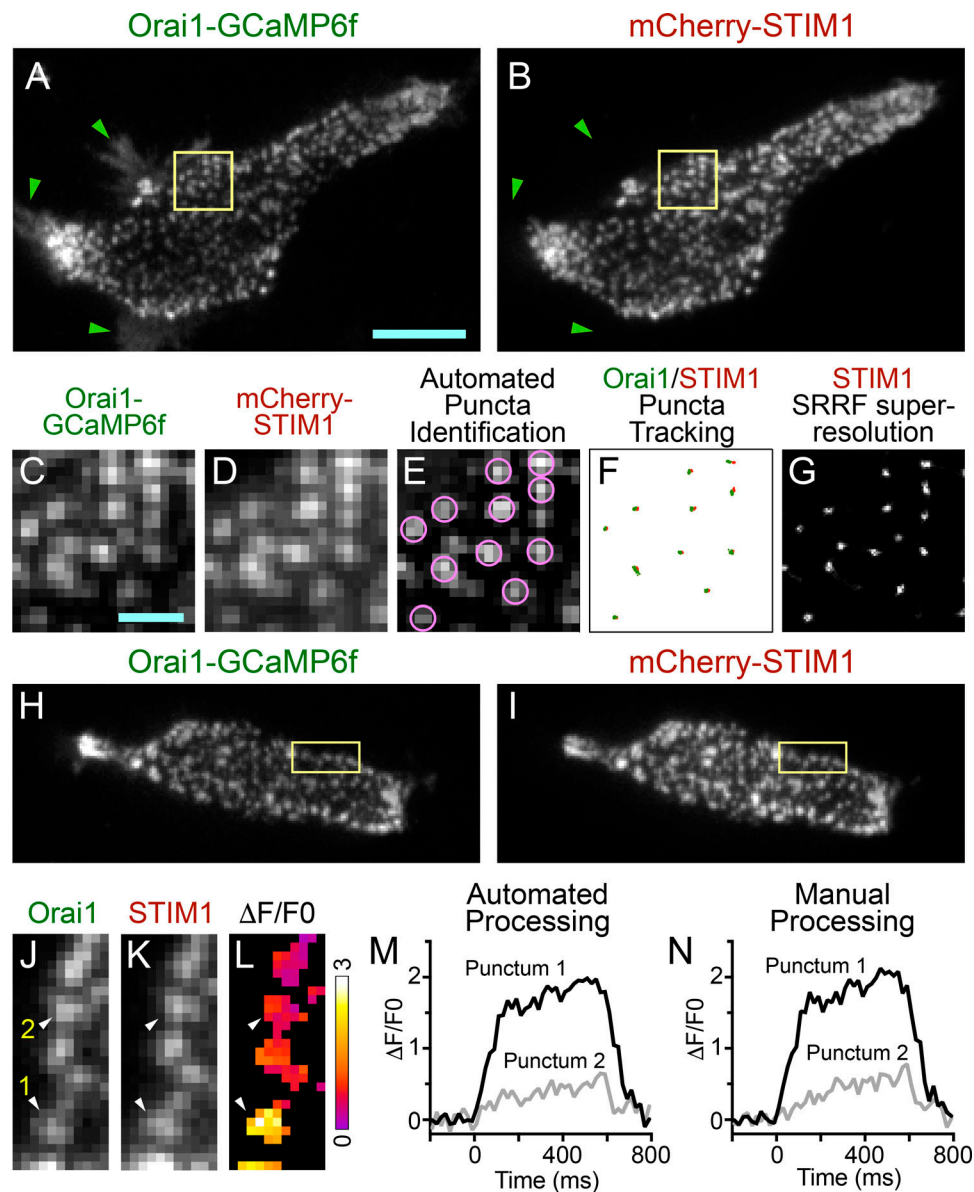 Orai1-GCaMP6f
mCherry-STIM1
A
B
Orai1-
GCaMP6f
mCherry-
STIM1
Automated
Puncta
Identification
Orai1/STIM1
Puncta
Tracking
STIM1
SRRF super-
resolution
C
D
E
F
G
Orai1-GCaMP6f
mCherry-STIM1
H
I
Orai1
STIM1
ΔF/F0
J
K
L
2
1
3
0
Automated
Processing
M
Punctum 1
Punctum 2
ΔF/F0
2
1
0
0
400
800
Time (ms)
Manual
Processing
N
Punctum 1
Punctum 2
ΔF/F0
2
1
0
0
400
800
Time (ms)